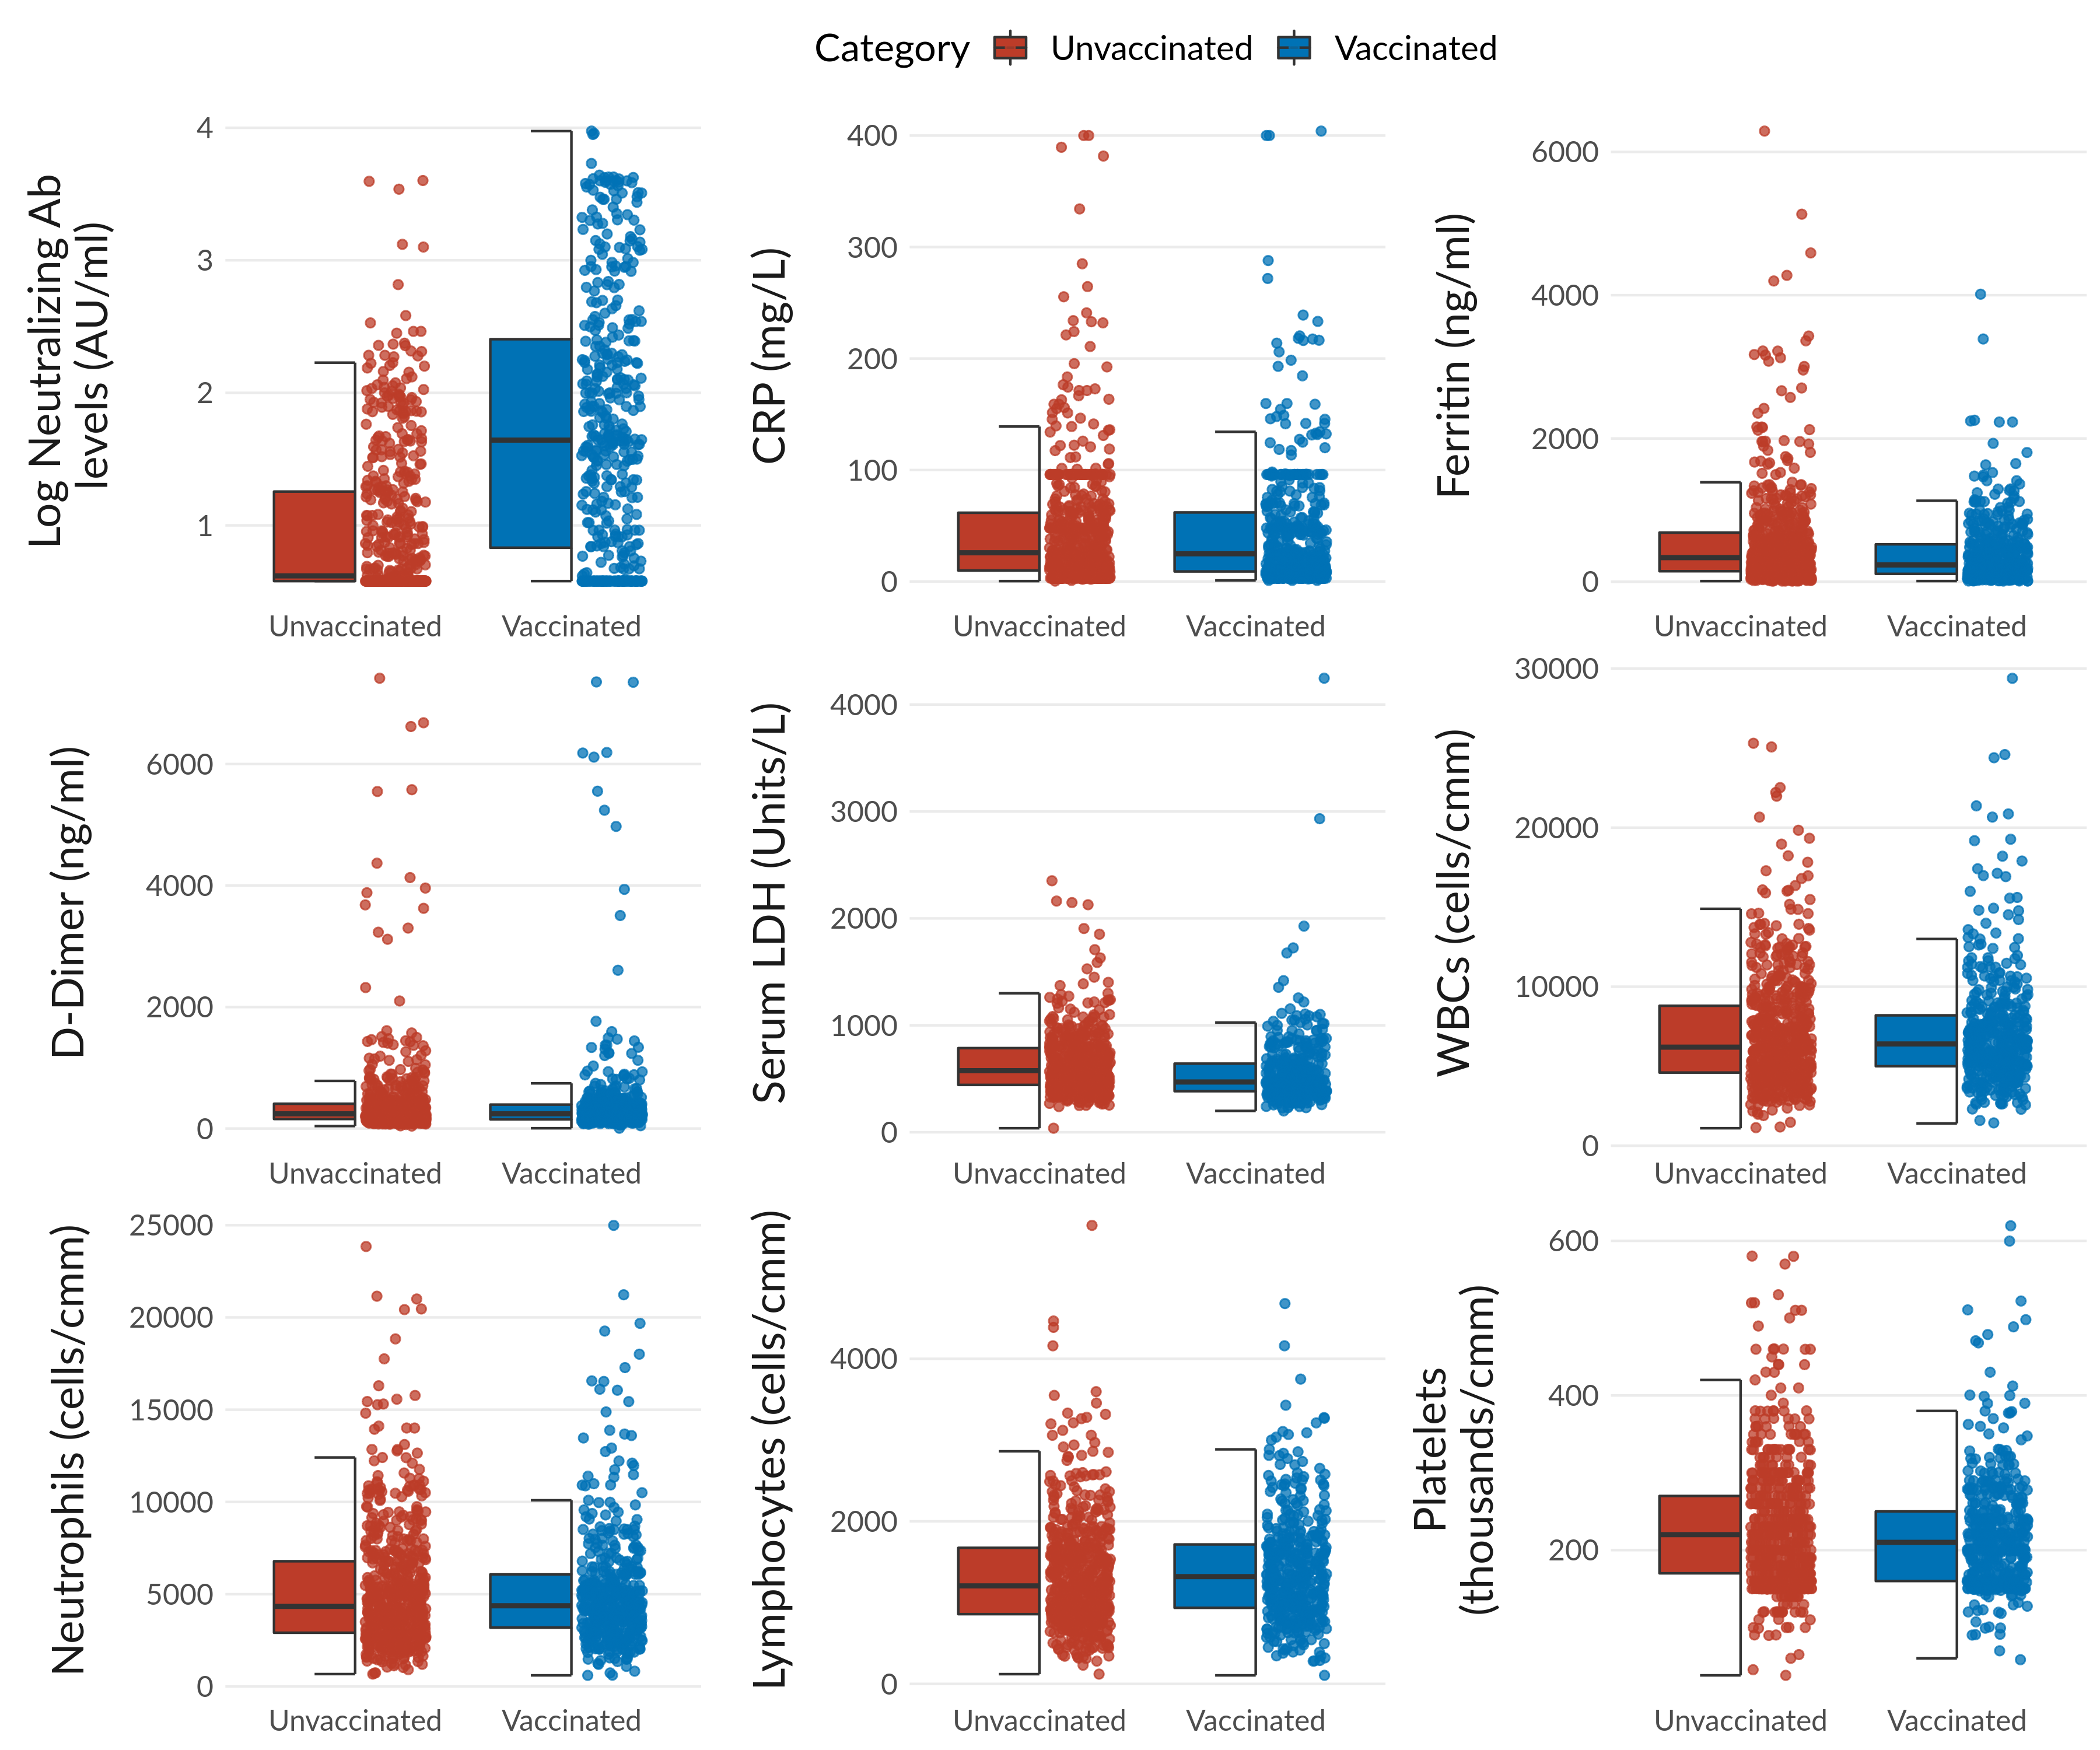 Category Unvaccinated Vaccinated
Log Neutralizing Ab
levels (AU/ml)
4
3
2
1
Unvaccinated Vaccinated
CRP (mg/L)
400
300
200
100
0
Unvaccinated Vaccinated
Ferritin (ng/ml)
6000
4000
2000
0
Unvaccinated Vaccinated
D-Dimer (ng/ml)
6000
4000
2000
0
Unvaccinated Vaccinated
Serum LDH (Units/L)
4000
3000
2000
1000
0
Unvaccinated Vaccinated
WBCs (cells/cmm)
30000
20000
10000
0
Unvaccinated Vaccinated
Neutrophils (cells/cmm)
25000
20000
15000
10000
5000
0
Unvaccinated Vaccinated
Lymphocytes (cells/cmm)
4000
2000
0
Unvaccinated Vaccinated
Platelets
(thousands/cmm)
600
400
200
Unvaccinated Vaccinated